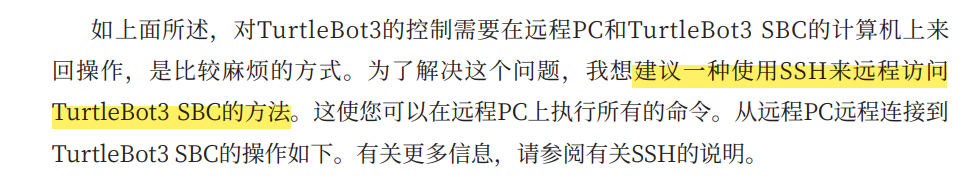 如上面所述，对TurtleBot3的控制需要在远程PC和TurtleBot3 SBC的计算机上来
回操作，是比较麻烦的方式。为了解决这个问题，我想建议一种使用SSH来远程访问
TurtleBot3 SBC的方法。这使您可以在远程PC上执行所有的命令。从远程PC远程连接到
TurtleBot3 SBC的操作如下。有关更多信息，请参阅有关SSH的说明。